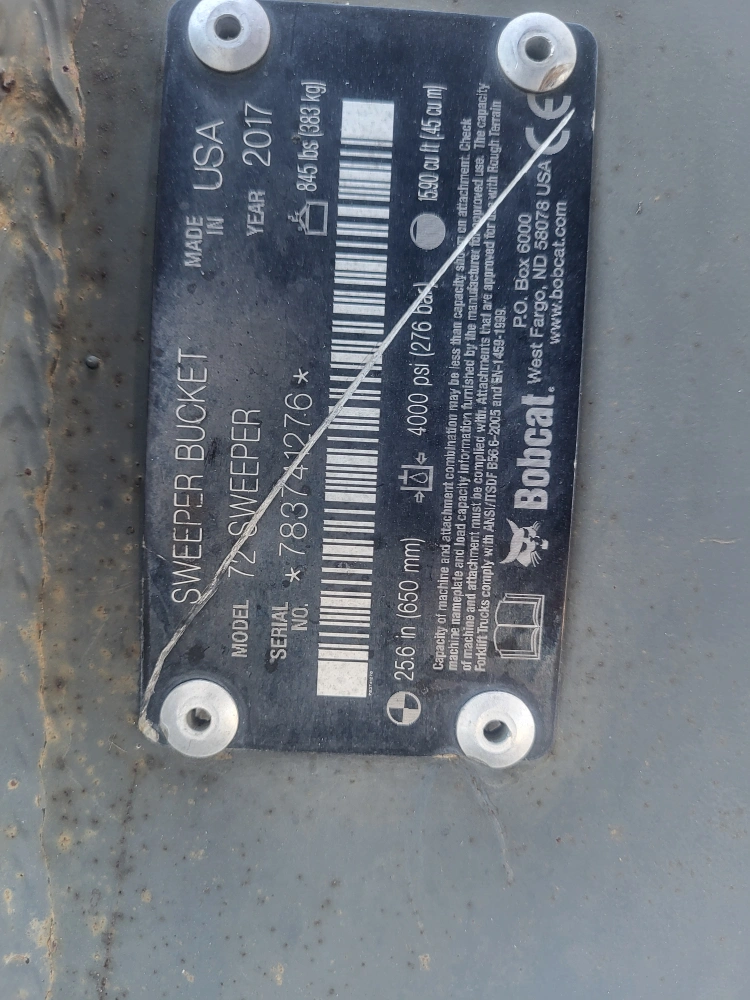 SWEEPER BUCKET
MADE IN USA
MODEL 72 SWEEPER
YEAR 2017
SERIAL NO. *783741276*
845 lbs (383 kg)
25.6 in (650 mm) 4000 psi (276 bar) 15.90 cu ft (.45 cu m)
Capacity of machine and attachment combination may be less than capacity shown on attachment. Check
machine nameplate and load capacity information furnished by the manufacturer for approved use. The capacity
of machine and attachment must be complied with. Attachments that are approved for use with Rough Terrain
Forklift Trucks comply with ANSI/ITSDF B56.6-2005 and EN-1459-1999.
Bobcat.
P.O. Box 6000
West Fargo, ND 58078 USA
www.bobcat.com
CE